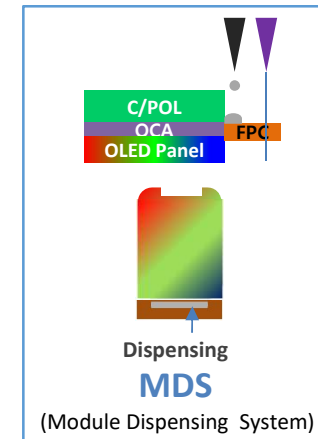 C/POL
OCA
FPC
OLED Panel
Dispensing
MDS
(Module Dispensing System)